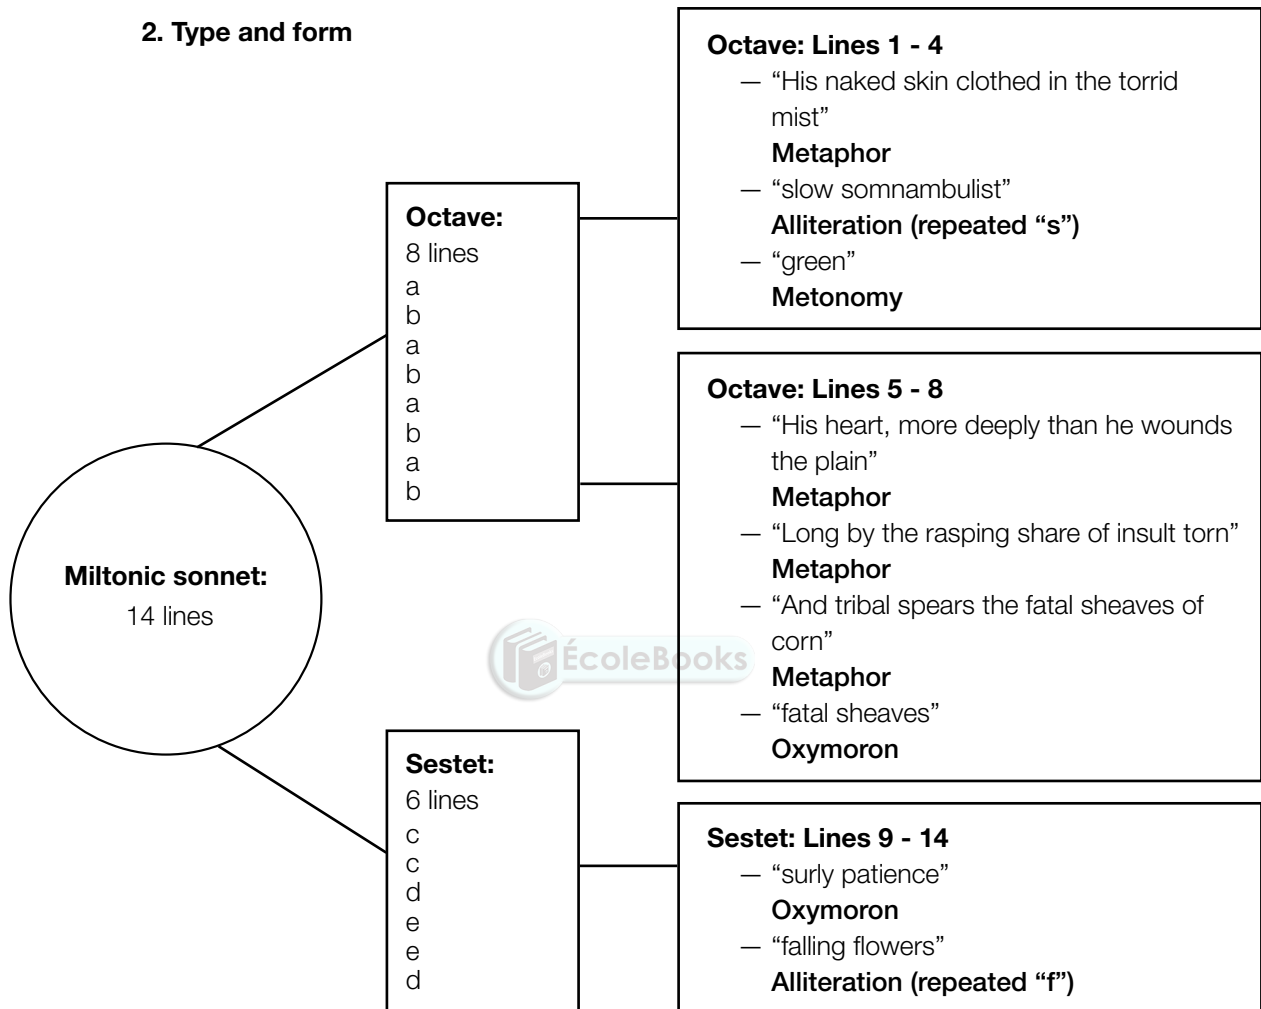 2. Type and form
Miltonic sonnet:
14 lines
Octave:
8 lines
a
b
a
b
a
b
a
b
Sestet:
6 lines
c
c
d
e
e
d
Octave: Lines 1 - 4
— “His naked skin clothed in the torrid
mist”
Metaphor
— “slow somnambulist”
Alliteration (repeated “s”)
— “green”
Metonomy
Octave: Lines 5 - 8
— “His heart, more deeply than he wounds
the plain”
Metaphor
— “Long by the rasping share of insult torn”
Metaphor
— “And tribal spears the fatal sheaves of
corn”
Metaphor
— “fatal sheaves”
Oxymoron
Sestet: Lines 9 - 14
— “surly patience”
Oxymoron
— “falling flowers”
Alliteration (repeated “f”)
ÉcoleBooks